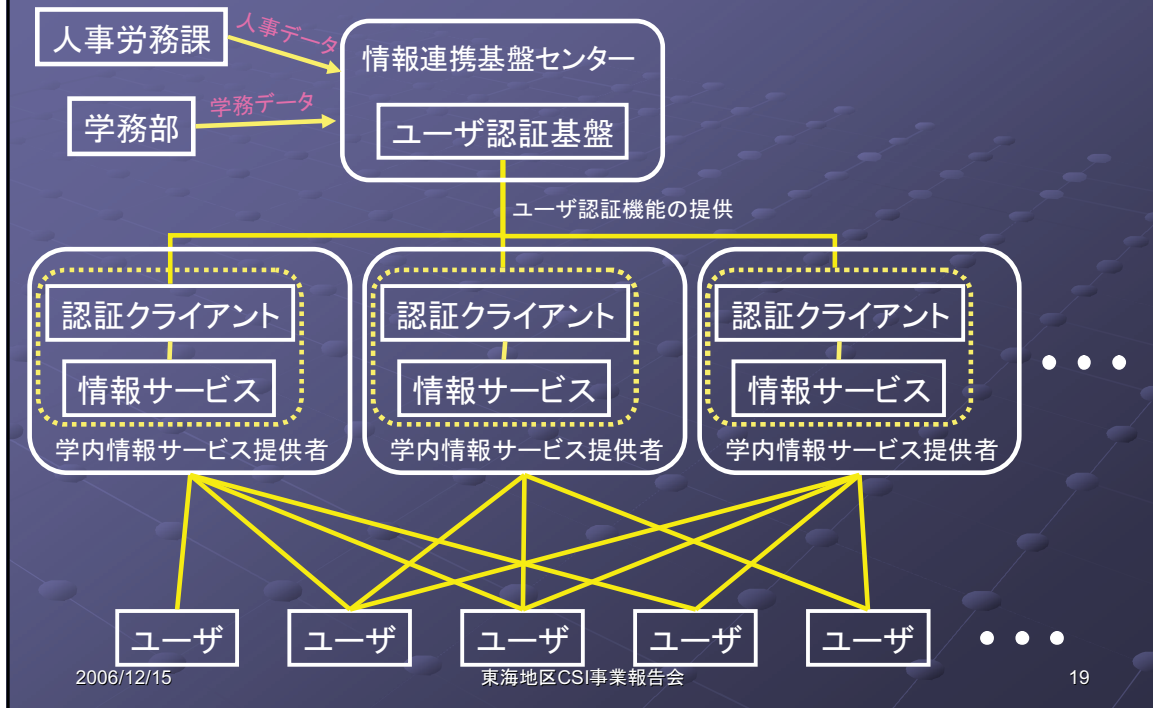 人事労務課
人事データ
情報連携基盤センター
学務部
学務データ
ユーザ認証基盤
ユーザ認証機能の提供
認証クライアント
情報サービス
学内情報サービス提供者
認証クライアント
情報サービス
学内情報サービス提供者
認証クライアント
情報サービス
学内情報サービス提供者
•••
ユーザ
ユーザ
ユーザ
ユーザ
ユーザ
•••
2006/12/15
東海地区CSI事業報告会
19